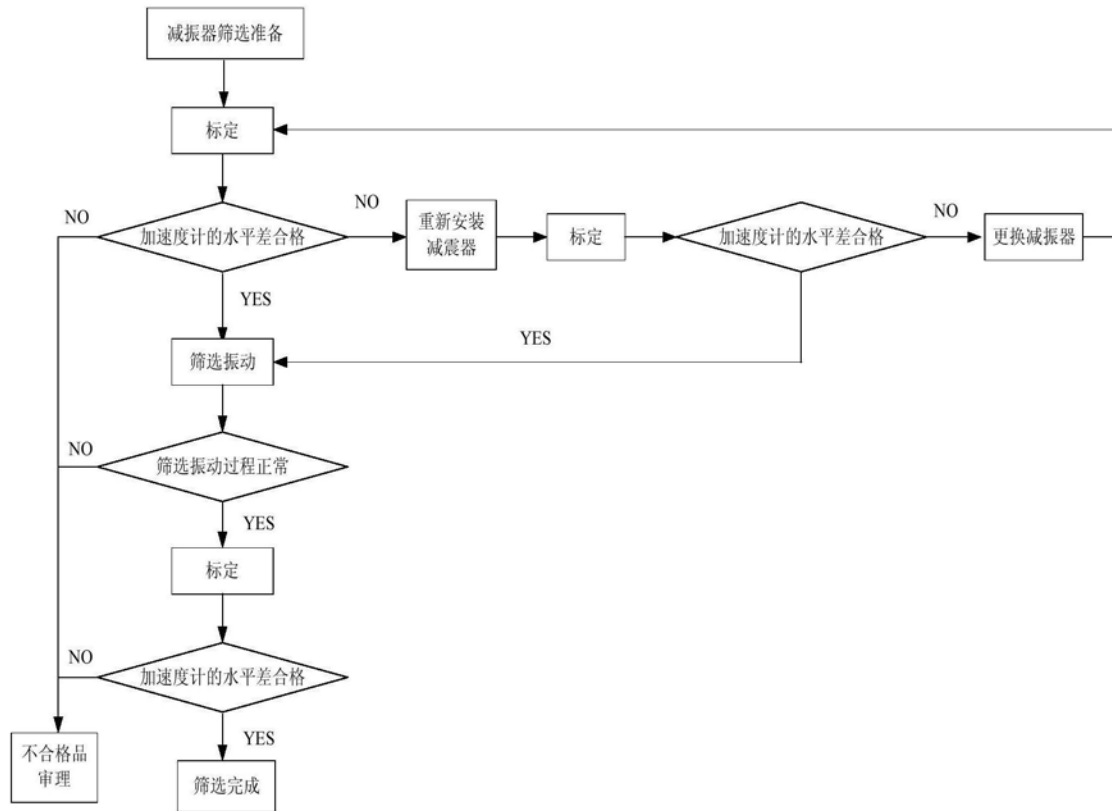 减振器筛选准备
标定
NO
加速度计的水平差合格
NO
重新安装
减震器
标定
加速度计的水平差合格
NO
更换减振器
YES
YES
筛选振动
NO
筛选振动过程正常
YES
标定
NO
加速度计的水平差合格
YES
不合格品
审理
筛选完成